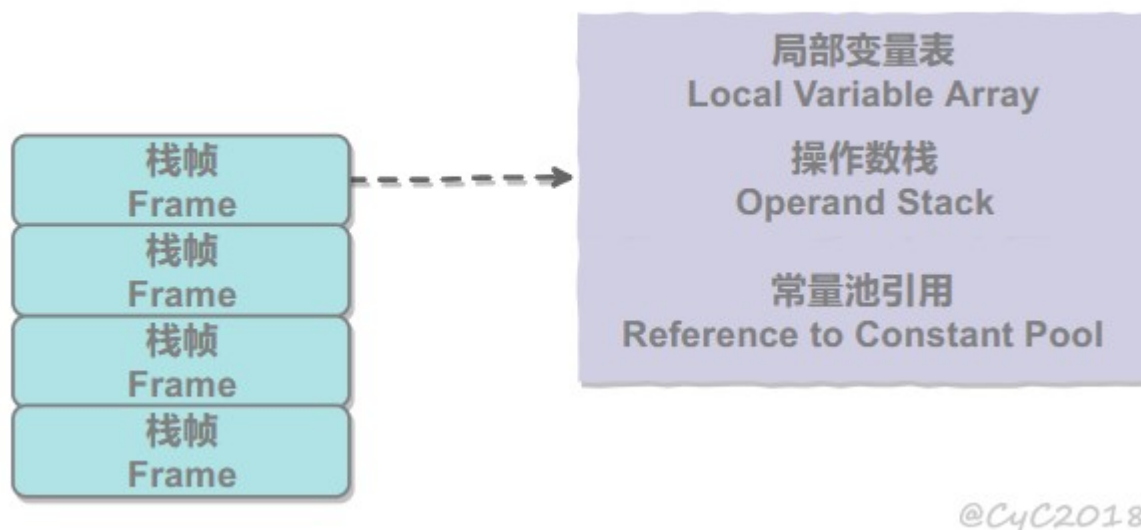 栈帧
Frame
栈帧
Frame
栈帧
Frame
栈帧
Frame
局部变量表
Local Variable Array
操作数栈
Operand Stack
常量池引用
Reference to Constant Pool
@CyC2018